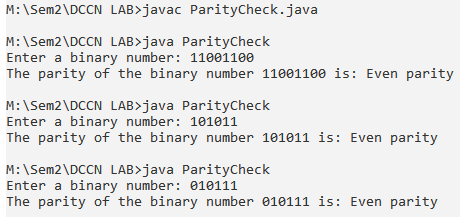 M:\Sem2\DCCN LAB>javac ParityCheck.java
M:\Sem2\DCCN LAB>java ParityCheck
Enter a binary number: 11001100
The parity of the binary number 11001100 is: Even parity
M:\Sem2\DCCN LAB>java ParityCheck
Enter a binary number: 101011
The parity of the binary number 101011 is: Even parity
M:\Sem2\DCCN LAB>java ParityCheck
Enter a binary number: 010111
The parity of the binary number 010111 is: Even parity